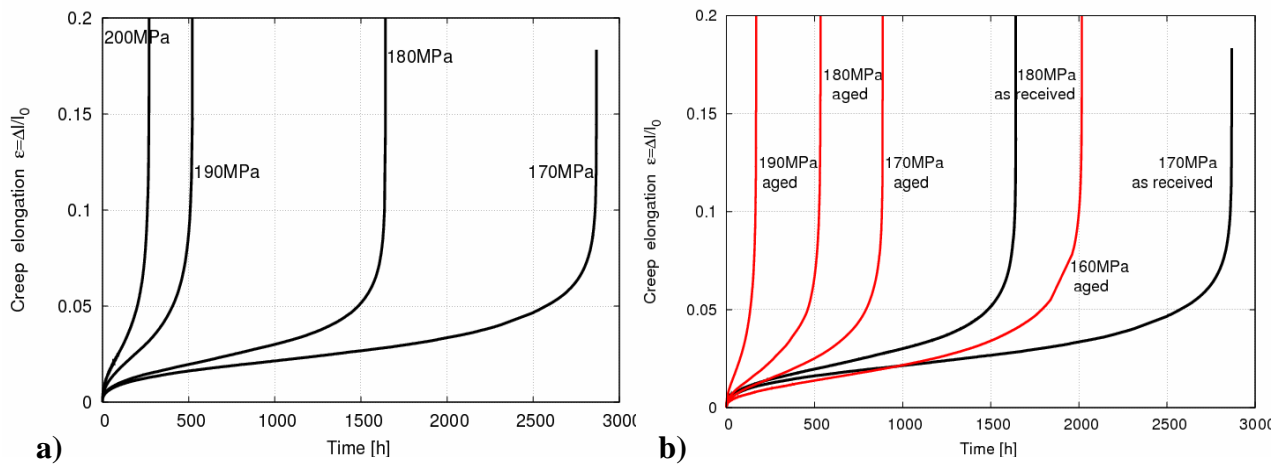 0.2
0.15
0.1
0.05
0
Creep elongation ε=Δl/l0
200MPa
190MPa
180MPa
170MPa
0 500 1000 1500 2000 2500 3000
Time [h]
a)
0.2
0.15
0.1
0.05
0
Creep elongation ε=Δl/l0
180MPa
aged
180MPa
as received
190MPa
aged
170MPa
aged
170MPa
as received
160MPa
aged
0 500 1000 1500 2000 2500 3000
Time [h]
b)